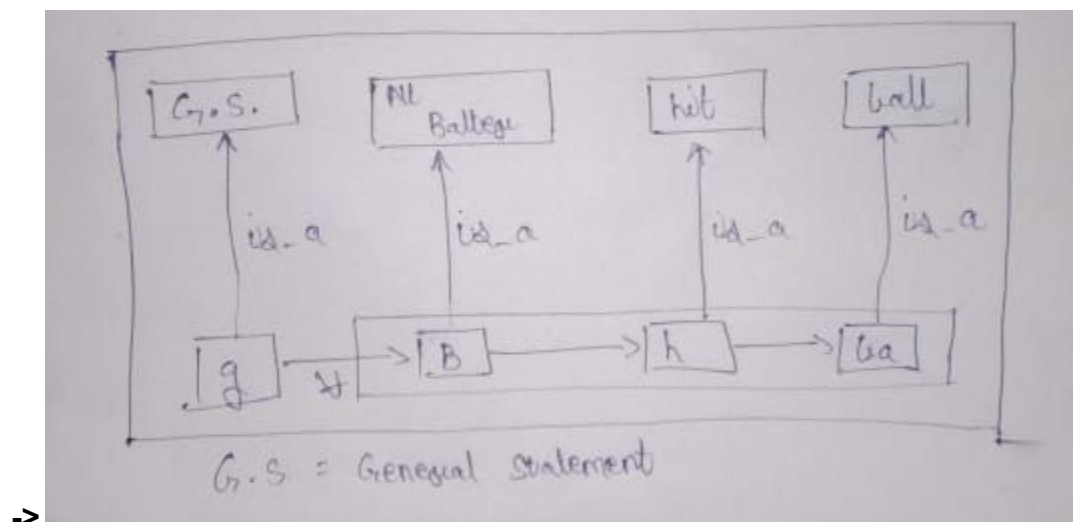 G.S.
All
Batter
hit
ball
is_a
is_a
is_a
is_a
g
∀
B
h
ba
G.S = General statement
->